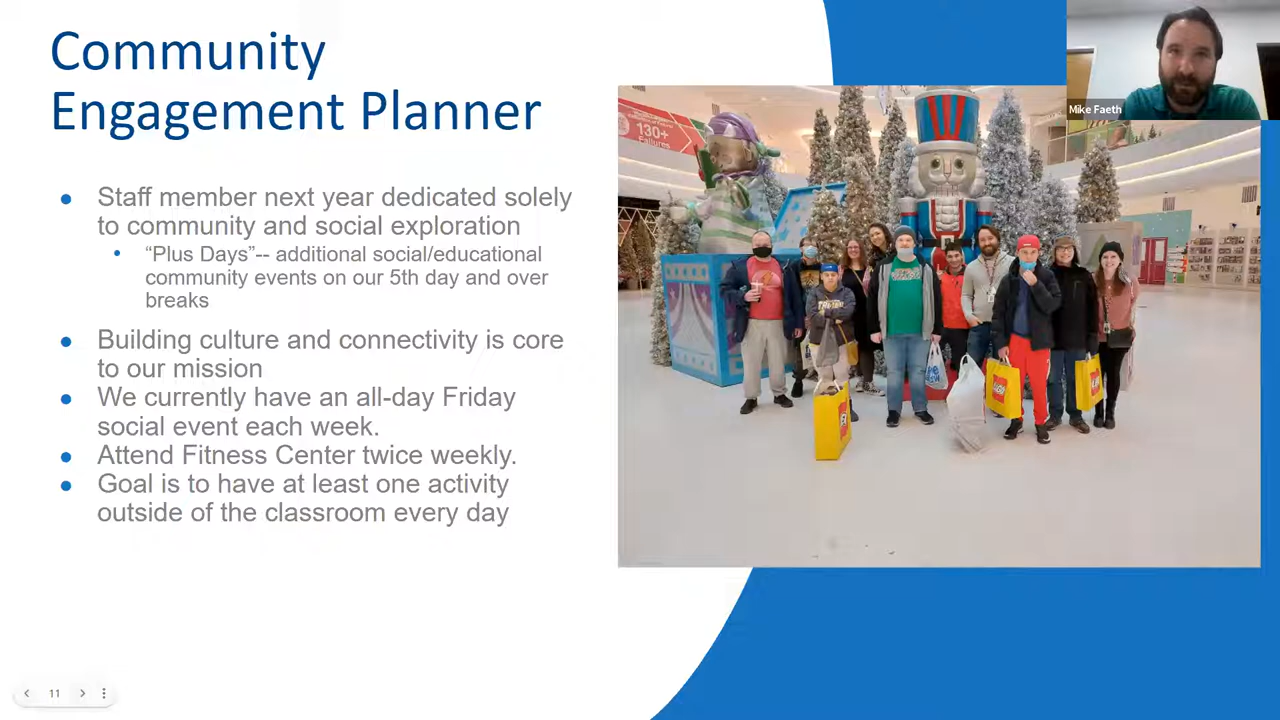 Community
Engagement Planner
Staff member next year dedicated solely
to community and social exploration
“Plus Days”-- additional social/educational
community events on our 5th day and over
breaks
Building culture and connectivity is core
to our mission
We currently have an all-day Friday
social event each week.
Attend Fitness Center twice weekly.
Goal is to have at least one activity
outside of the classroom every day
130+
Mike Faeth
11